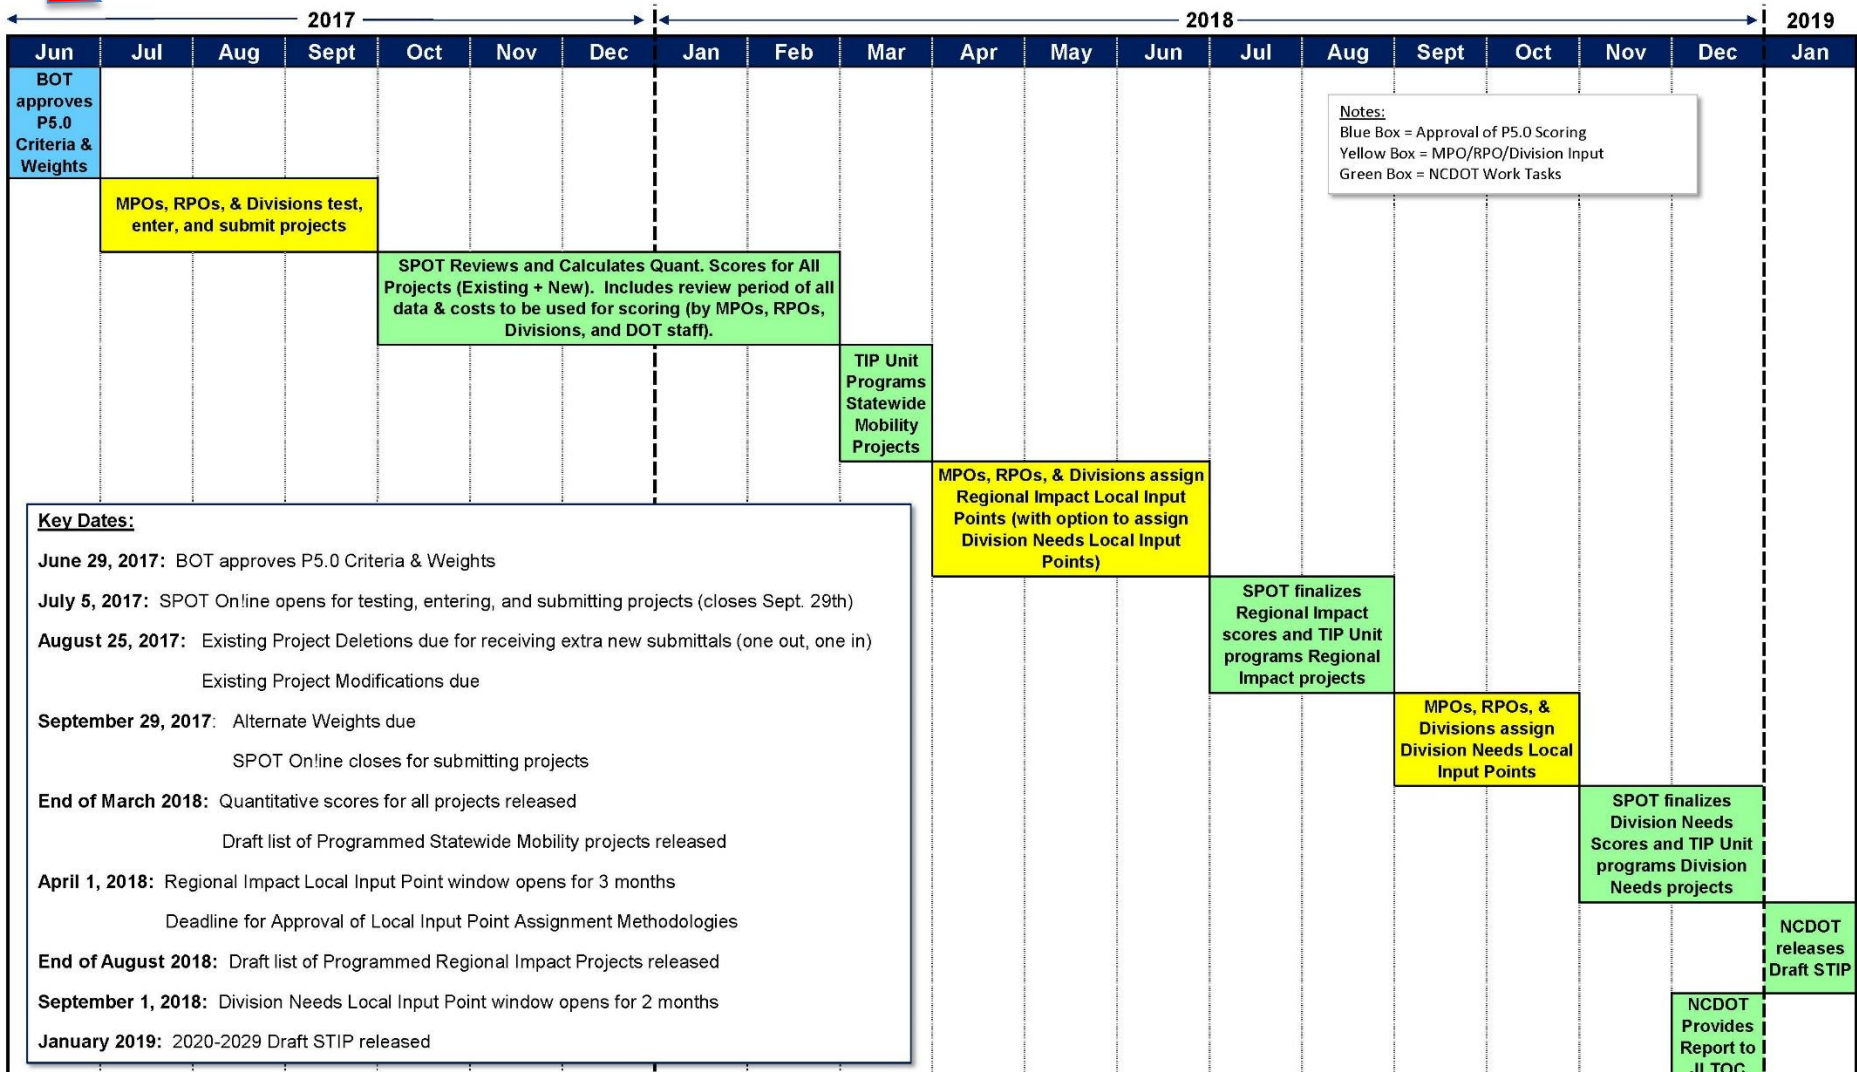 2017 2018 2019
Jun Jul Aug Sept Oct Nov Dec Jan Feb Mar Apr May Jun Jul Aug Sept Oct Nov Dec Jan
BOT
approves
P5.0
Criteria &
Weights
Notes:
Blue Box = Approval of P5.0 Scoring
Yellow Box = MPO/RPO/Division Input
Green Box = NCDOT Work Tasks
MPOs, RPOs, & Divisions test,
enter, and submit projects
SPOT Reviews and Calculates Quant. Scores for All
Projects (Existing + New). Includes review period of all
data & costs to be used for scoring (by MPOs, RPOs,
Divisions, and DOT staff).
TIP Unit
Programs
Statewide
Mobility
Projects
MPOs, RPOs, & Divisions assign
Regional Impact Local Input
Points (with option to assign
Division Needs Local Input
Points)
SPOT finalizes
Regional Impact
scores and TIP Unit
programs Regional
Impact projects
MPOs, RPOs, &
Divisions assign
Division Needs Local
Input Points
SPOT finalizes
Division Needs
Scores and TIP Unit
programs Division
Needs projects
NCDOT
releases
Draft STIP
NCDOT
Provides
Report to
JLTOC
Key Dates:
June 29, 2017: BOT approves P5.0 Criteria & Weights
July 5, 2017: SPOT On!ine opens for testing, entering, and submitting projects (closes Sept. 29th)
August 25, 2017: Existing Project Deletions due for receiving extra new submittals (one out, one in)
Existing Project Modifications due
September 29, 2017: Alternate Weights due
SPOT On!ine closes for submitting projects
End of March 2018: Quantitative scores for all projects released
Draft list of Programmed Statewide Mobility projects released
April 1, 2018: Regional Impact Local Input Point window opens for 3 months
Deadline for Approval of Local Input Point Assignment Methodologies
End of August 2018: Draft list of Programmed Regional Impact Projects released
September 1, 2018: Division Needs Local Input Point window opens for 2 months
January 2019: 2020-2029 Draft STIP released